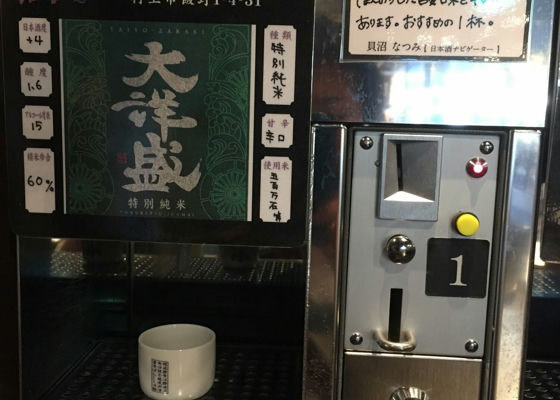 村上市飯野1-4-31
日本酒度
+4
酸度
1.6
アルコール度
15
精米歩合
60%
TAIYO-ZAKARI
大洋盛
特別純米
TOKUBETSU JUNMAI
種類
特別純米
甘辛
辛口
使用米
五百万石 他
あります。おすすめの1杯。
貝沼 なつみ【日本酒ナビゲーター】
1